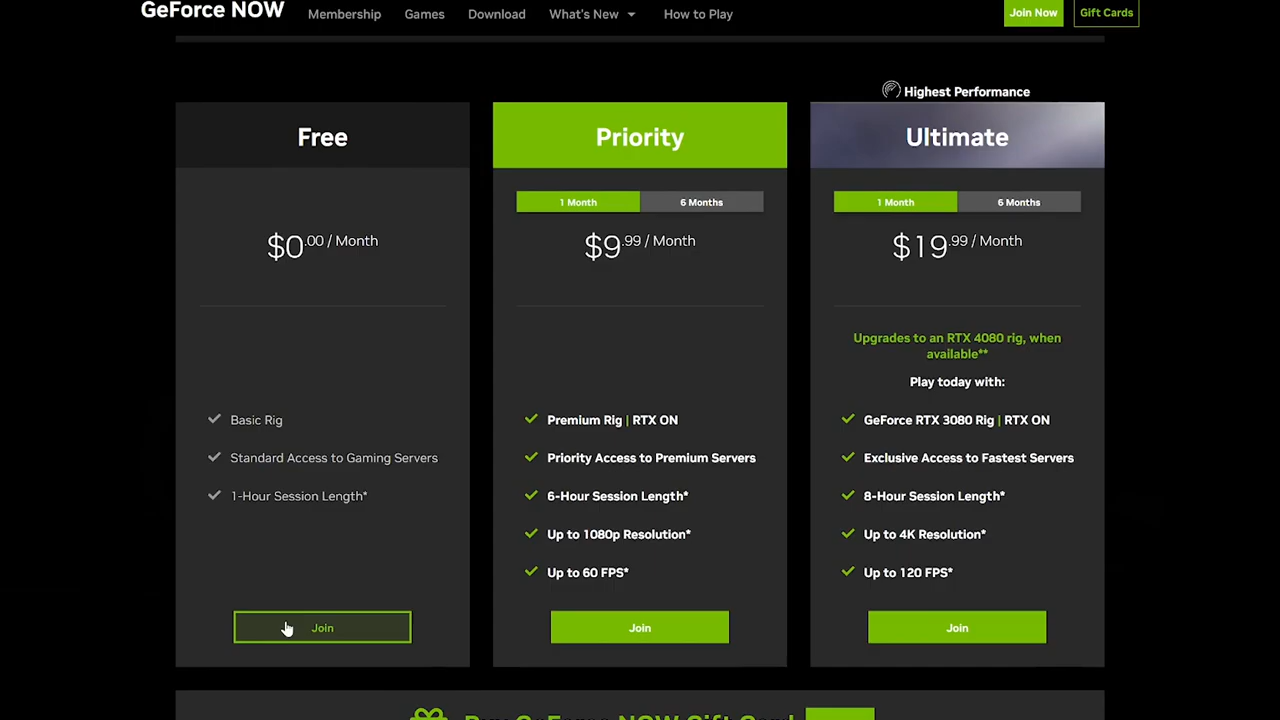 GeForce NOW
Membership
Games
Download
What's New
How to Play
Join Now
Gift Cards
Highest Performance
Free
$0.00 / Month
Basic Rig
Standard Access to Gaming Servers
1-Hour Session Length*
Join
Priority
1 Month
6 Months
$9.99 / Month
Premium Rig | RTX ON
Priority Access to Premium Servers
6-Hour Session Length*
Up to 1080p Resolution*
Up to 60 FPS*
Join
Ultimate
1 Month
6 Months
$19.99 / Month
Upgrades to an RTX 4080 rig, when
available**
Play today with:
GeForce RTX 3080 Rig | RTX ON
Exclusive Access to Fastest Servers
8-Hour Session Length*
Up to 4K Resolution*
Up to 120 FPS*
Join
Buy GeForce NOW Gift Card